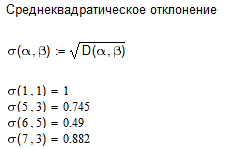 Среднеквадратическое отклонение
σ(α,β) := √D(α,β)
σ(1,1) = 1
σ(5,3) = 0.745
σ(6,5) = 0.49
σ(7,3) = 0.882